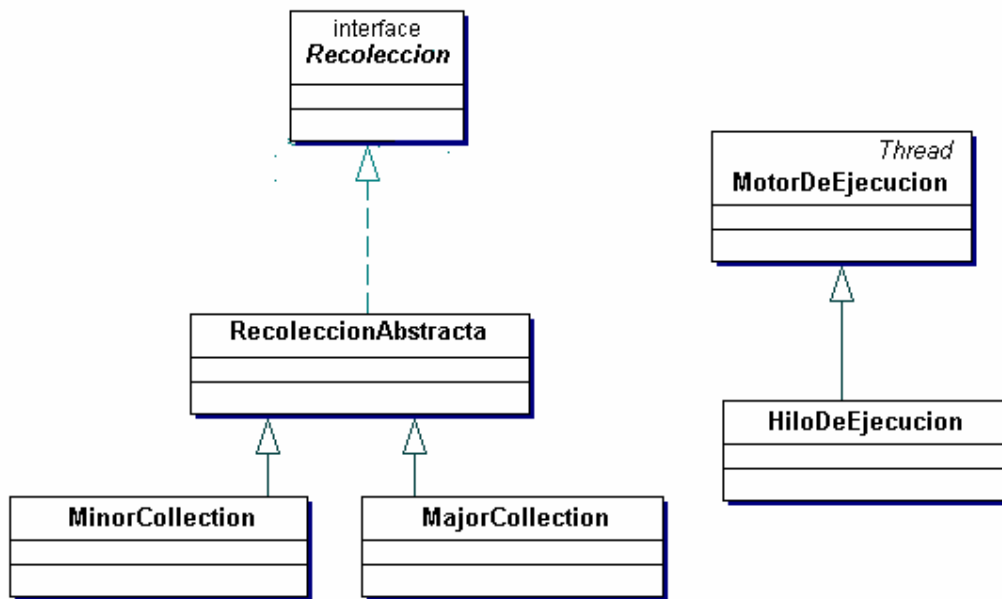 interface
Recoleccion
Thread
MotorDeEjecucion
RecoleccionAbstracta
HiloDeEjecucion
MinorCollection
MajorCollection